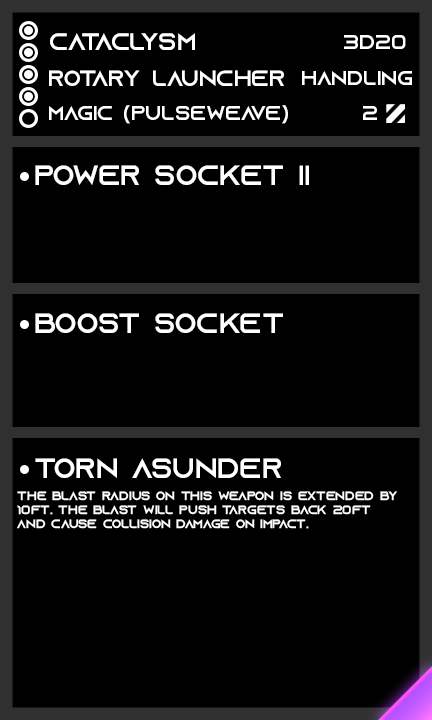 CATACLYSM 3D20
ROTARY LAUNCHER HANDLING
MAGIC (PULSEWEAVE) 2
•POWER SOCKET II
•BOOST SOCKET
•TORN ASUNDER
THE BLAST RADIUS ON THIS WEAPON IS EXTENDED BY
10FT. THE BLAST WILL PUSH TARGETS BACK 20FT
AND CAUSE COLLISION DAMAGE ON IMPACT.